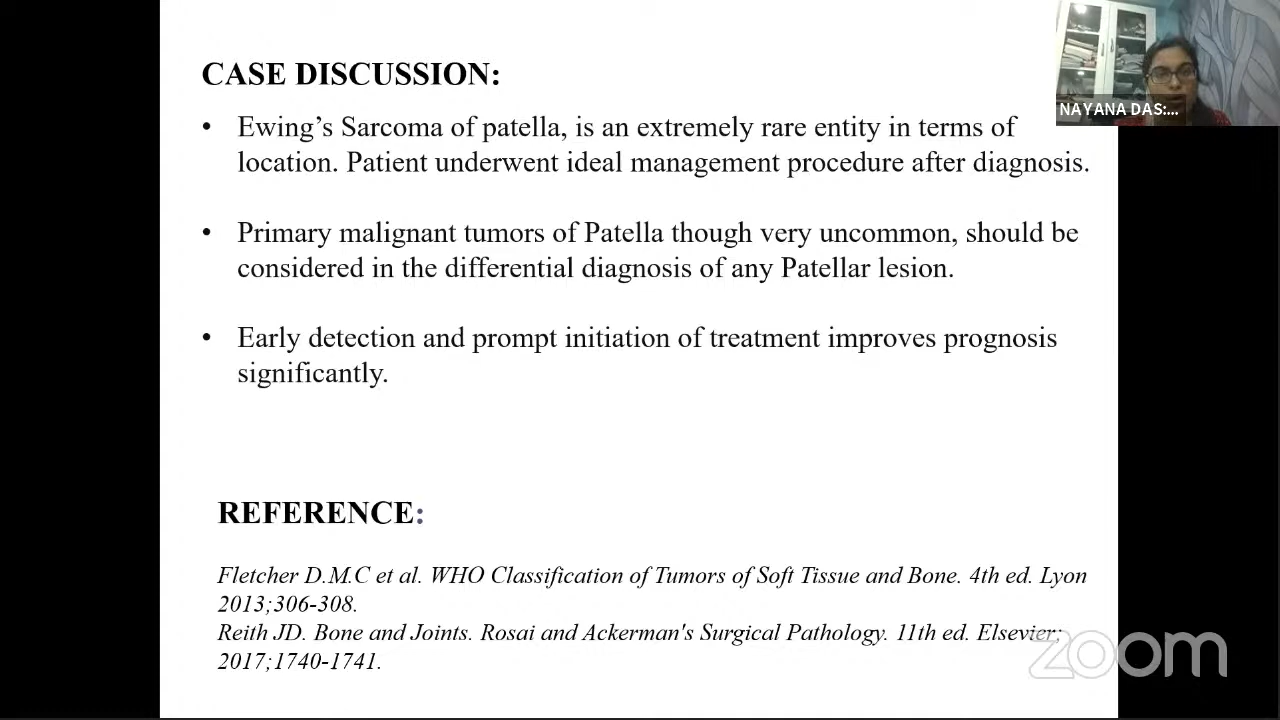 CASE DISCUSSION:
• Ewing’s Sarcoma of patella, is an extremely rare entity in terms of
location. Patient underwent ideal management procedure after diagnosis.
• Primary malignant tumors of Patella though very uncommon, should be
considered in the differential diagnosis of any Patellar lesion.
• Early detection and prompt initiation of treatment improves prognosis
significantly.
REFERENCE:
Fletcher D.M.C et al. WHO Classification of Tumors of Soft Tissue and Bone. 4th ed. Lyon
2013;306-308.
Reith JD. Bone and Joints. Rosai and Ackerman's Surgical Pathology. 11th ed. Elsevier;
2017;1740-1741.
NAYANA DAS:....
zoom